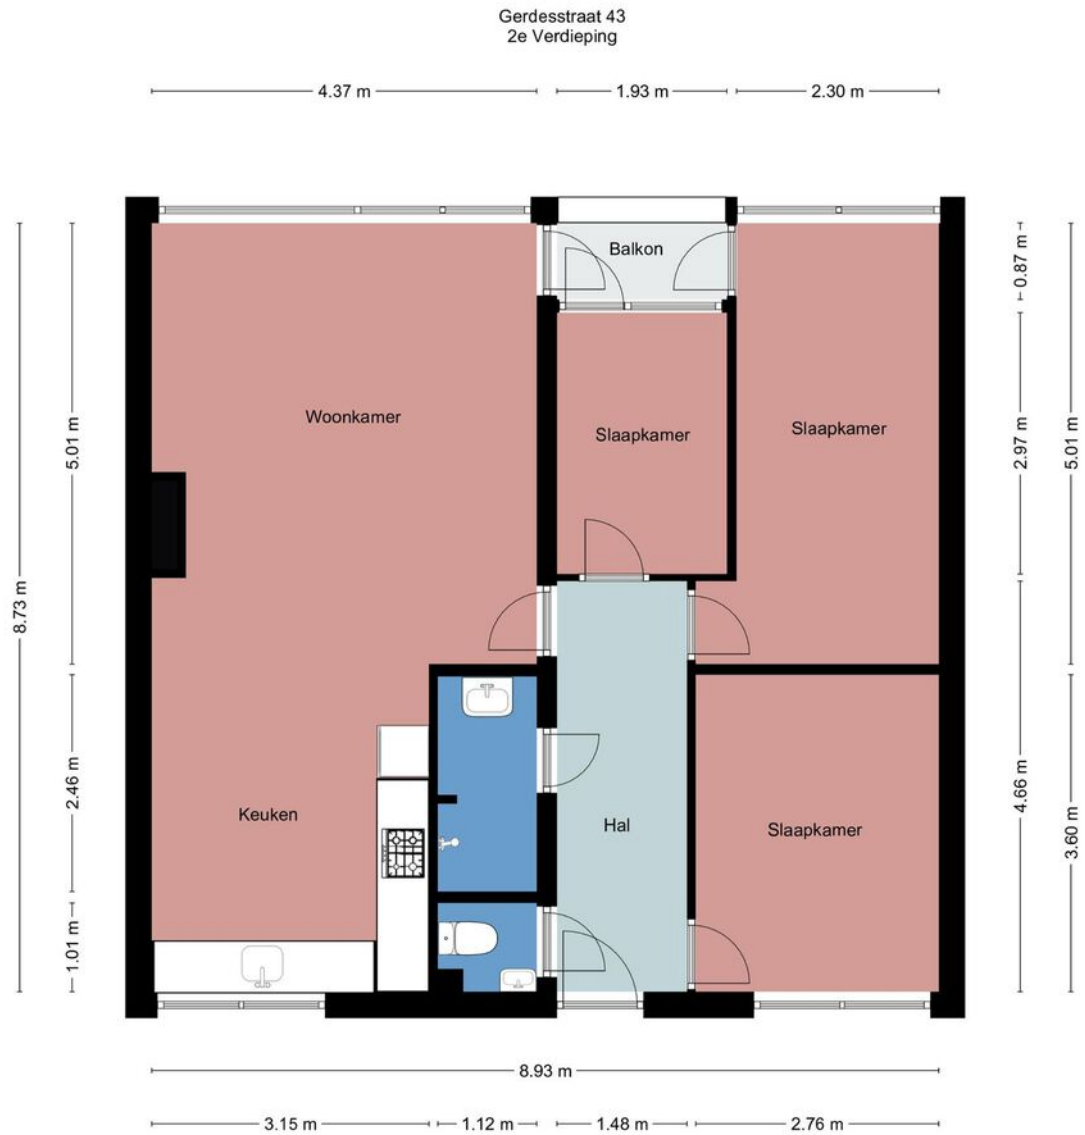 Gerdesstraat 43
2e Verdieping
4.37 m
1.93 m
2.30 m
Balkon
0.87 m
Woonkamer
Slaapkamer
Slaapkamer
5.01 m
2.97 m
5.01 m
8.73 m
Keuken
Hal
Slaapkamer
2.46 m
4.66 m
3.60 m
1.01 m
8.93 m
3.15 m
1.12 m
1.48 m
2.76 m